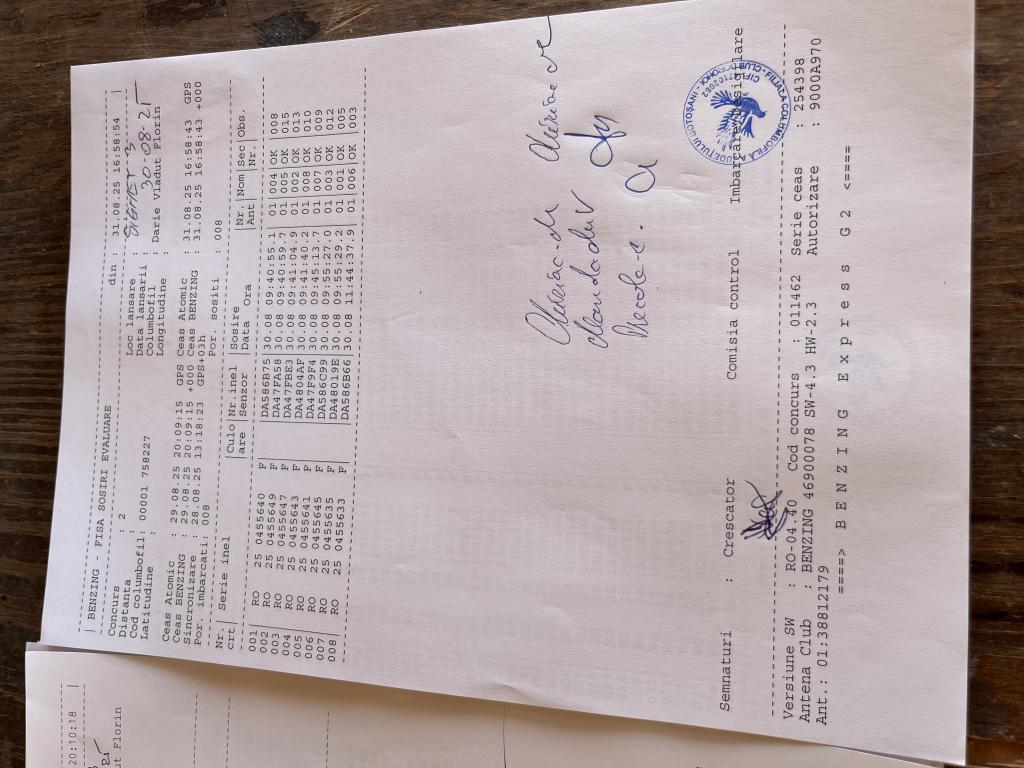 | BENZING - FISA SOSIRI EVALUARE din : 31.08.25 16:58:54 |
Concurs : 2 Loc lansare :
Distanta : Data lansarii : 30-08-25
Cod columbofil: 00001 758227 Columbofil : Darie Vladut Florin
Latitudine : Longitudine :
Ceas Atomic : 29.08.25 20:09:15 GPS Ceas Atomic : 31.08.25 16:58:43 GPS
Ceas BENZING : 29.08.25 20:09:15 +000 Ceas BENZING : 31.08.25 16:58:43 +000
Sincronizare : 28.08.25 13:18:23 GPS+03h
Por. imbarcati: 008 Por. sositi : 008
Nr. | Serie inel |Culo|Nr.inel |Sosire Nr. |Nom|Sec|Obs.
crt |are |Senzor |Data Ora Ant| |Nr.|
001| RO 25 0455640 F |DA586B75|30.08 09:40:55.1| 01|004|OK | 008
002| RO 25 0455649 F |DA47FA58|30.08 09:40:59.7| 01|005|OK | 015
003| RO 25 0455647 F |DA47FBE3|30.08 09:41:04.9| 01|002|OK | 013
004| RO 25 0455643 F |DA4804AF|30.08 09:41:40.2| 01|008|OK | 010
005| RO 25 0455641 F |DA47F9F4|30.08 09:45:13.7| 01|007|OK | 009
006| RO 25 0455645 F |DA586C99|30.08 09:55:27.0| 01|003|OK | 012
007| RO 25 0455635 F |DA48019E|30.08 09:55:29.2| 01|001|OK | 005
008| RO 25 0455633 F |DA586B66|30.08 11:44:37.9| 01|006|OK | 003
Semnaturi : Crescator Comisia control Imbarcare/Desigilare
Versiune SW : RO-04.40 Cod concurs : 011462 Serie ceas : 254398
Antena Club : BENZING 46900078 SW-4.3 HW-2.3 Autorizare : 9000A970
Ant.: 01:38812179
====> B E N Z I N G E x p r e s s G 2 <====
20:10:18 |
ut Florin